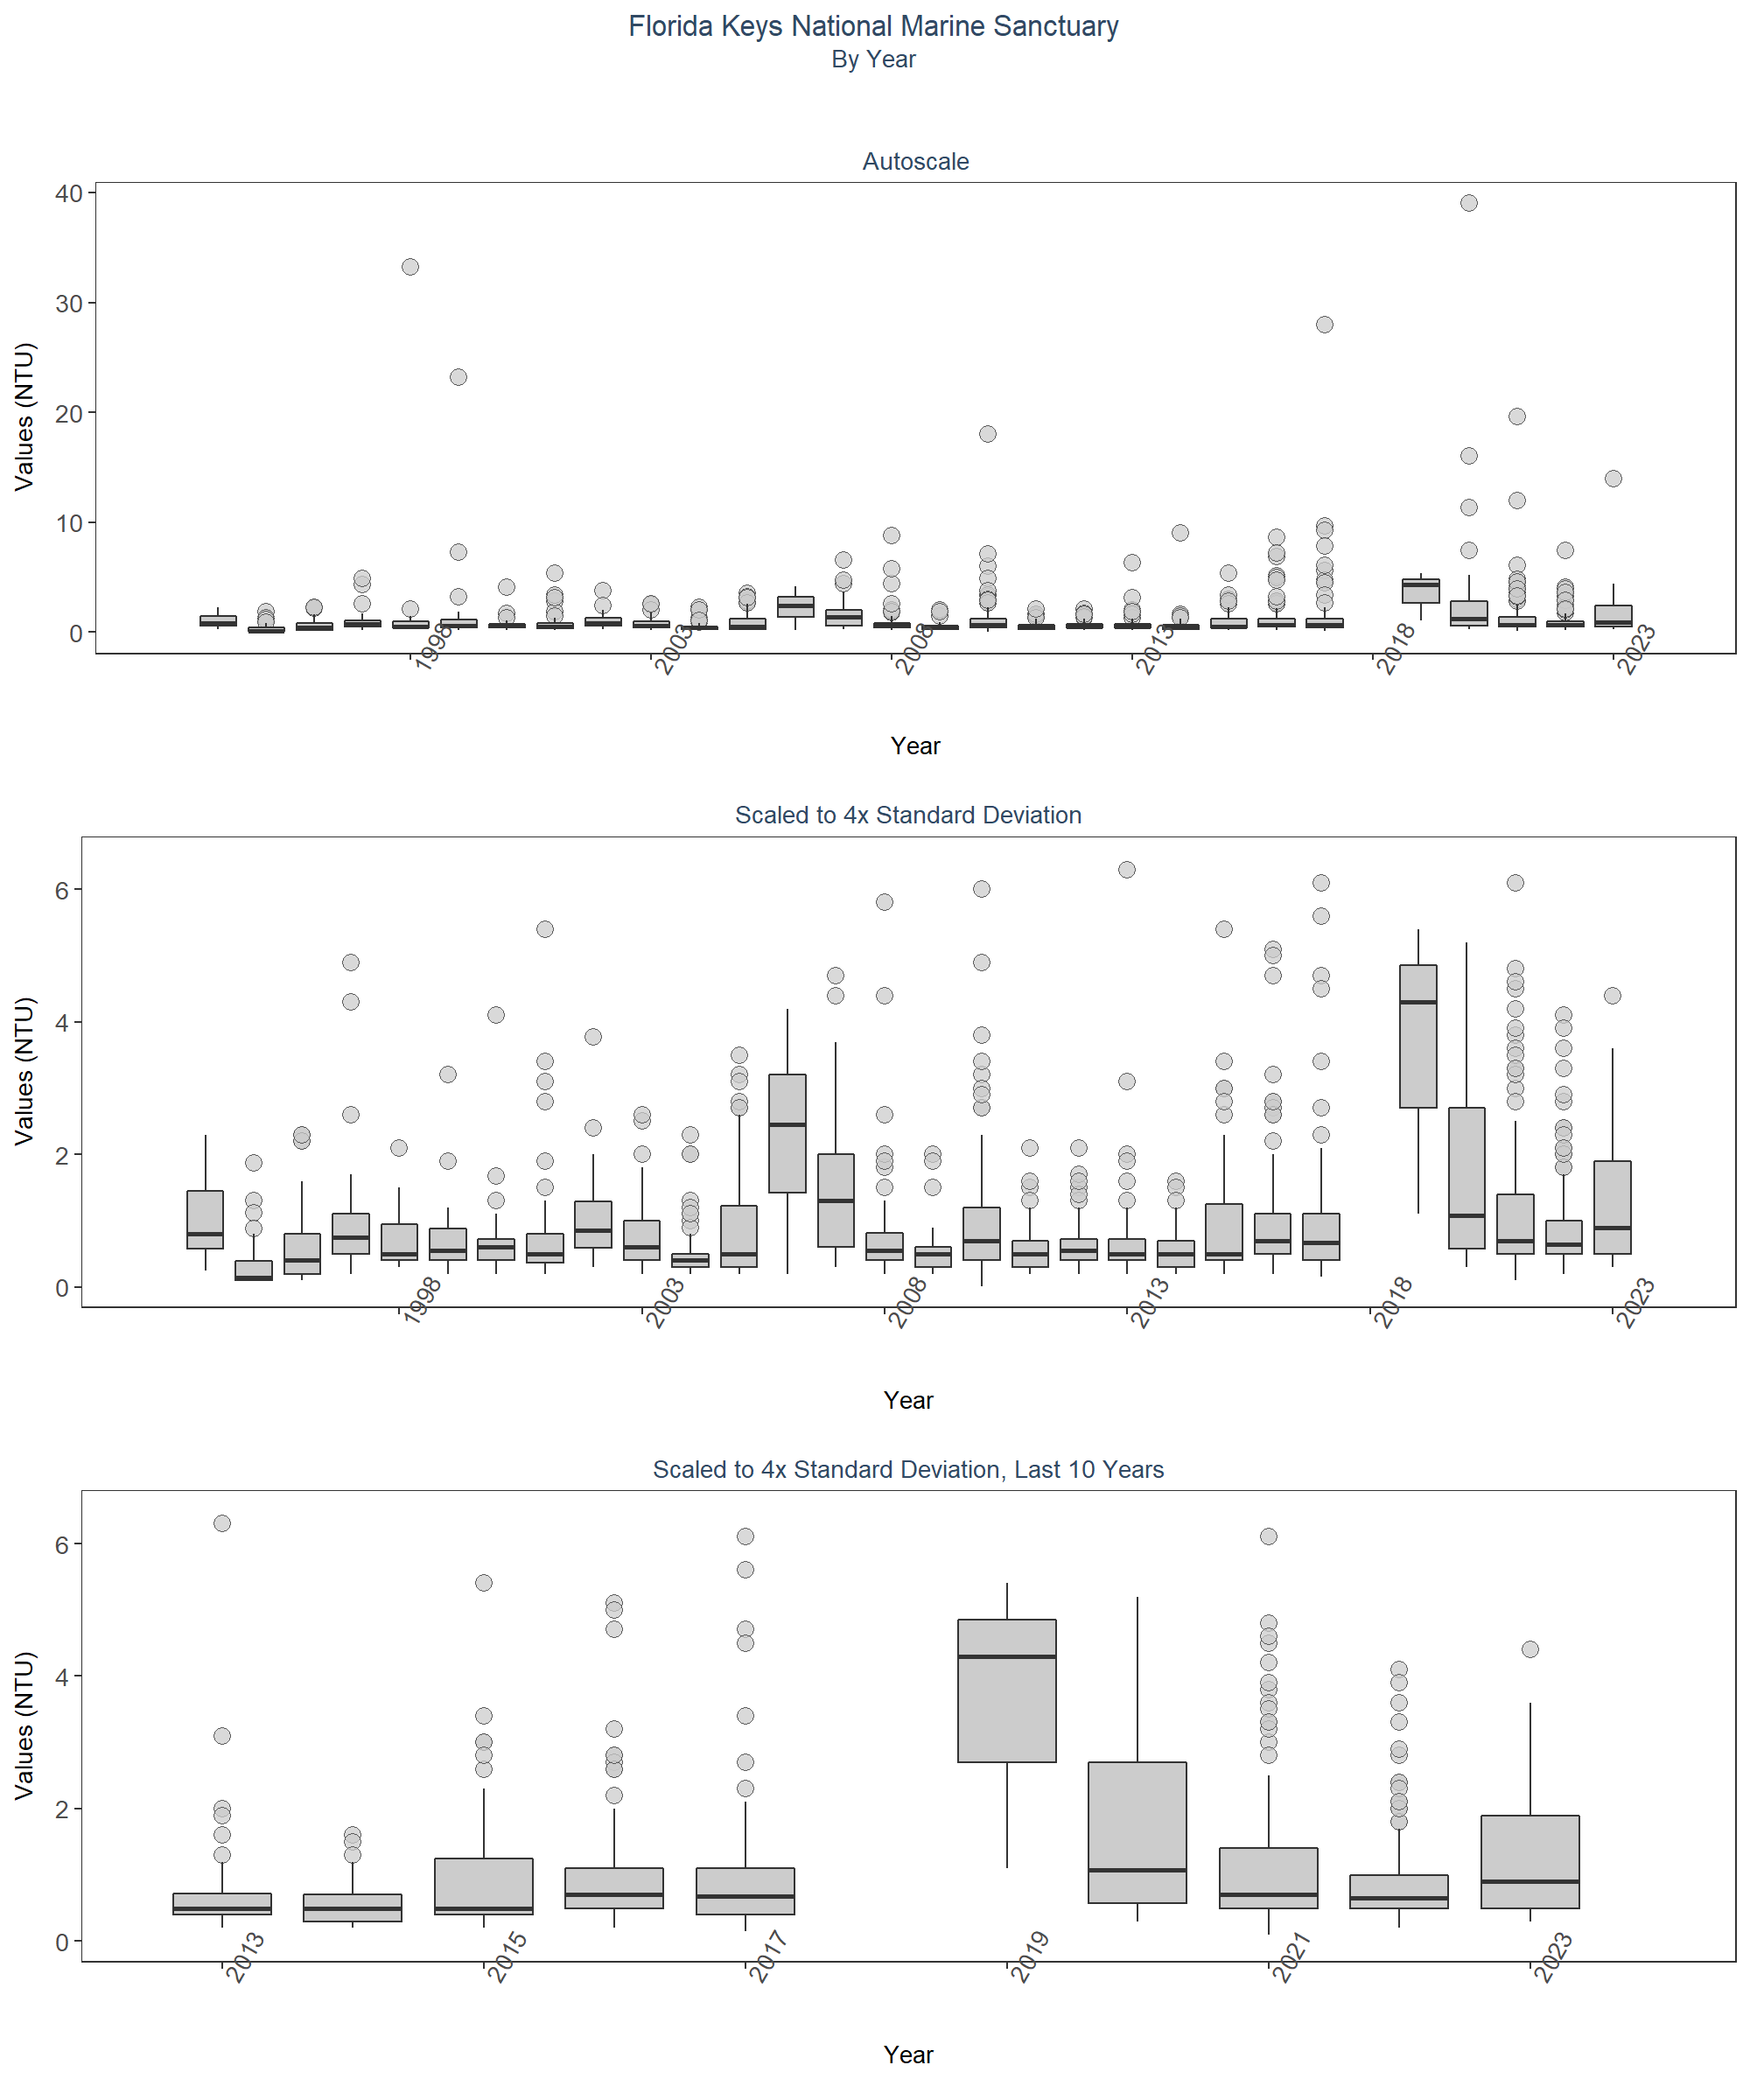 Florida Keys National Marine Sanctuary
By Year
Autoscale
Values (NTU)
40
30
20
10
0
1998
2003
2008
2013
2018
2023
Year
Scaled to 4x Standard Deviation
Values (NTU)
6
4
2
0
1998
2003
2008
2013
2018
2023
Year
Scaled to 4x Standard Deviation, Last 10 Years
Values (NTU)
6
4
2
0
2013
2015
2017
2019
2021
2023
Year